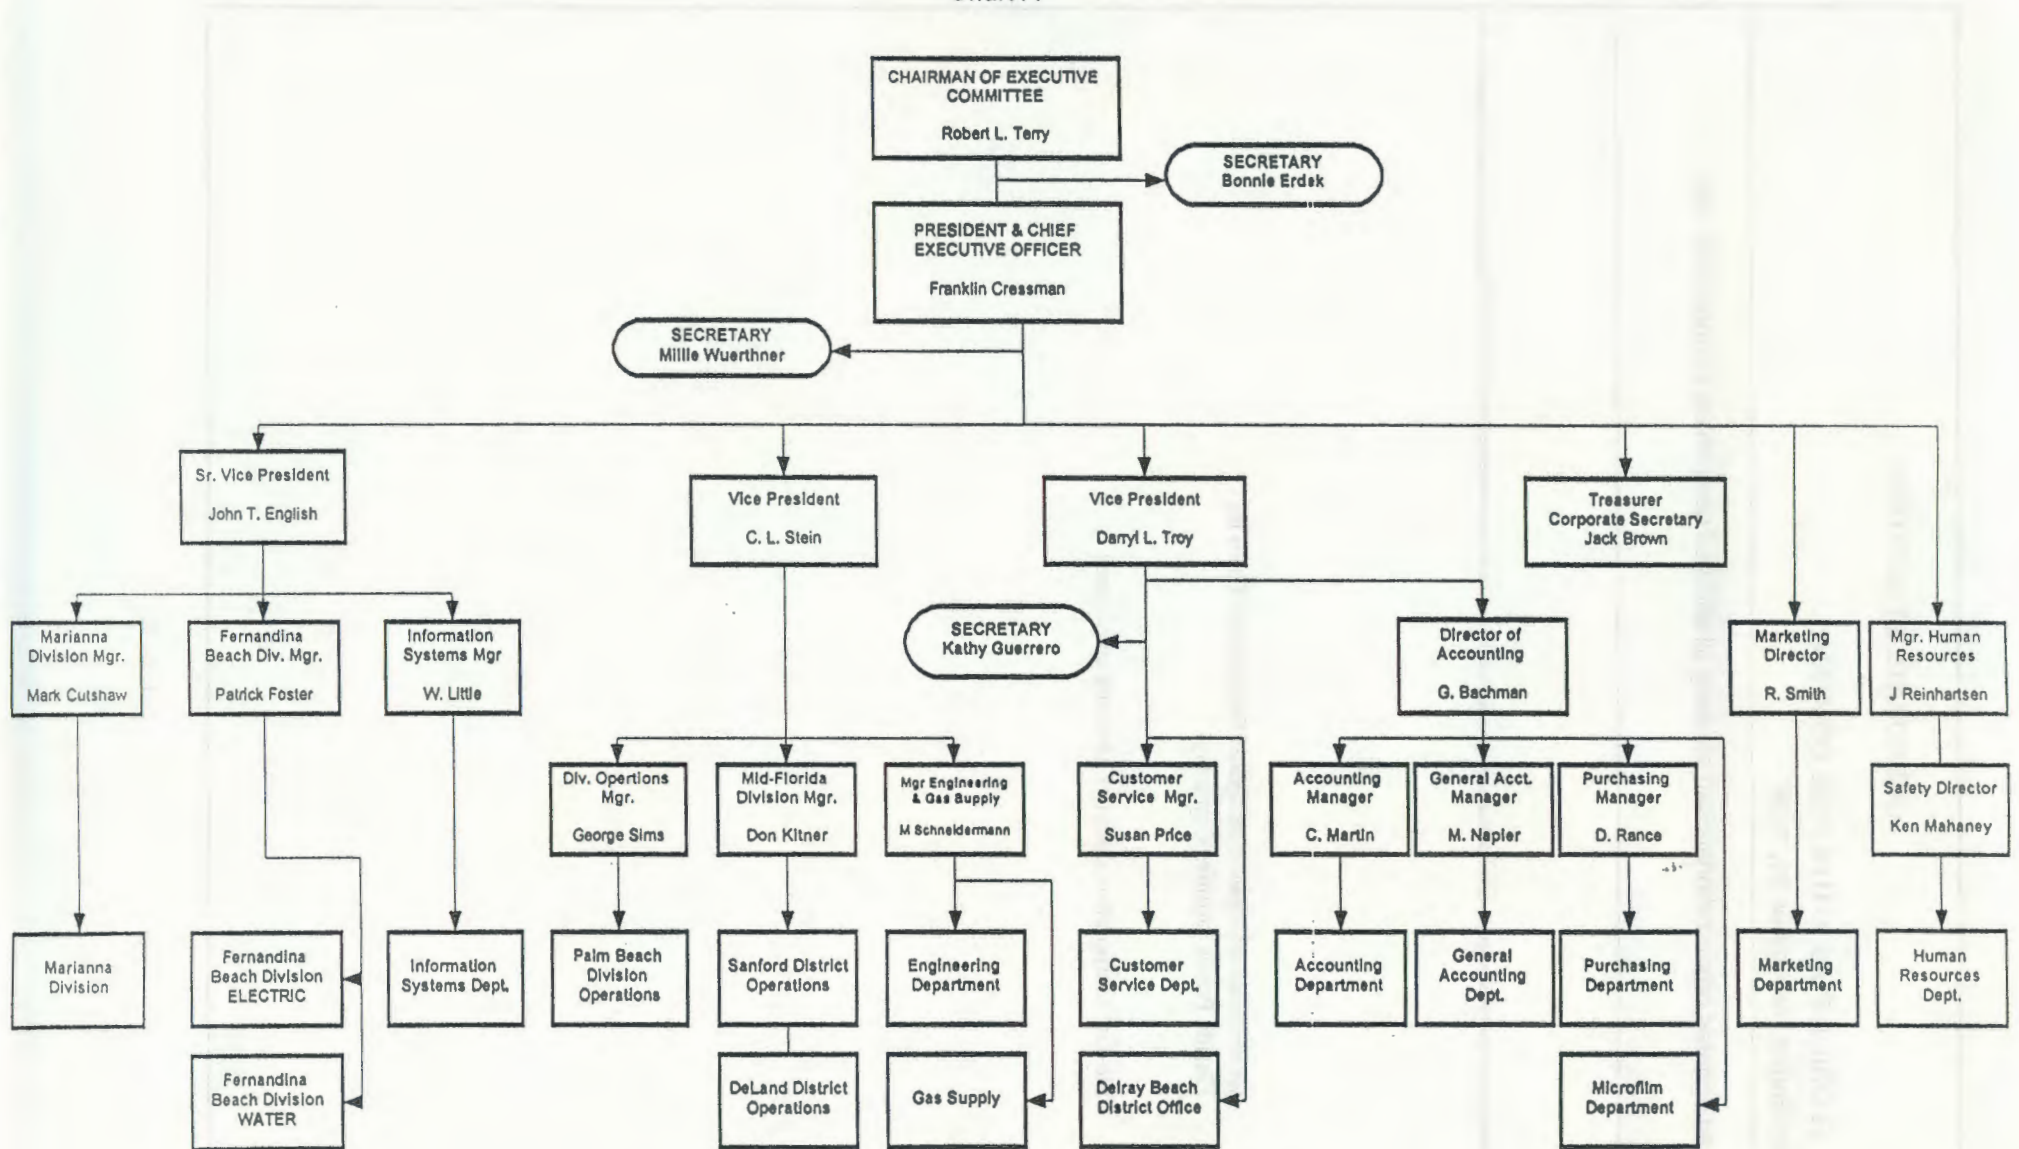 CHAIRMAN OF EXECUTIVE
COMMITTEE
Robert L. Terry
SECRETARY
Bonnie Erdek
PRESIDENT & CHIEF
EXECUTIVE OFFICER
Franklin Cressman
SECRETARY
Millie Wuerthner
Sr. Vice President
John T. English
Vice President
C. L. Stein
Vice President
Darryl L. Troy
Treasurer
Corporate Secretary
Jack Brown
Marianna
Division Mgr.
Mark Cutshaw
Fernandina
Beach Div. Mgr.
Patrick Foster
Information
Systems Mgr
W. Little
SECRETARY
Kathy Guerrero
Director of
Accounting
G. Bachman
Marketing
Director
R. Smith
Mgr. Human
Resources
J Reinhartsen
Div. Opertions
Mgr.
George Sims
Mid-Florida
Division Mgr.
Don Kitner
Mgr Engineering
& Gas Supply
M Schneidermann
Customer
Service Mgr.
Susan Price
Accounting
Manager
C. Martin
General Acct.
Manager
M. Napier
Purchasing
Manager
D. Rance
Safety Director
Ken Mahaney
Marianna
Division
Fernandina
Beach Division
ELECTRIC
Information
Systems Dept.
Palm Beach
Division
Operations
Sanford District
Operations
Engineering
Department
Customer
Service Dept.
Accounting
Department
General
Accounting
Dept.
Purchasing
Department
Marketing
Department
Human
Resources
Dept.
Fernandina
Beach Division
WATER
DeLand District
Operations
Gas Supply
Delray Beach
District Office
Microfilm
Department